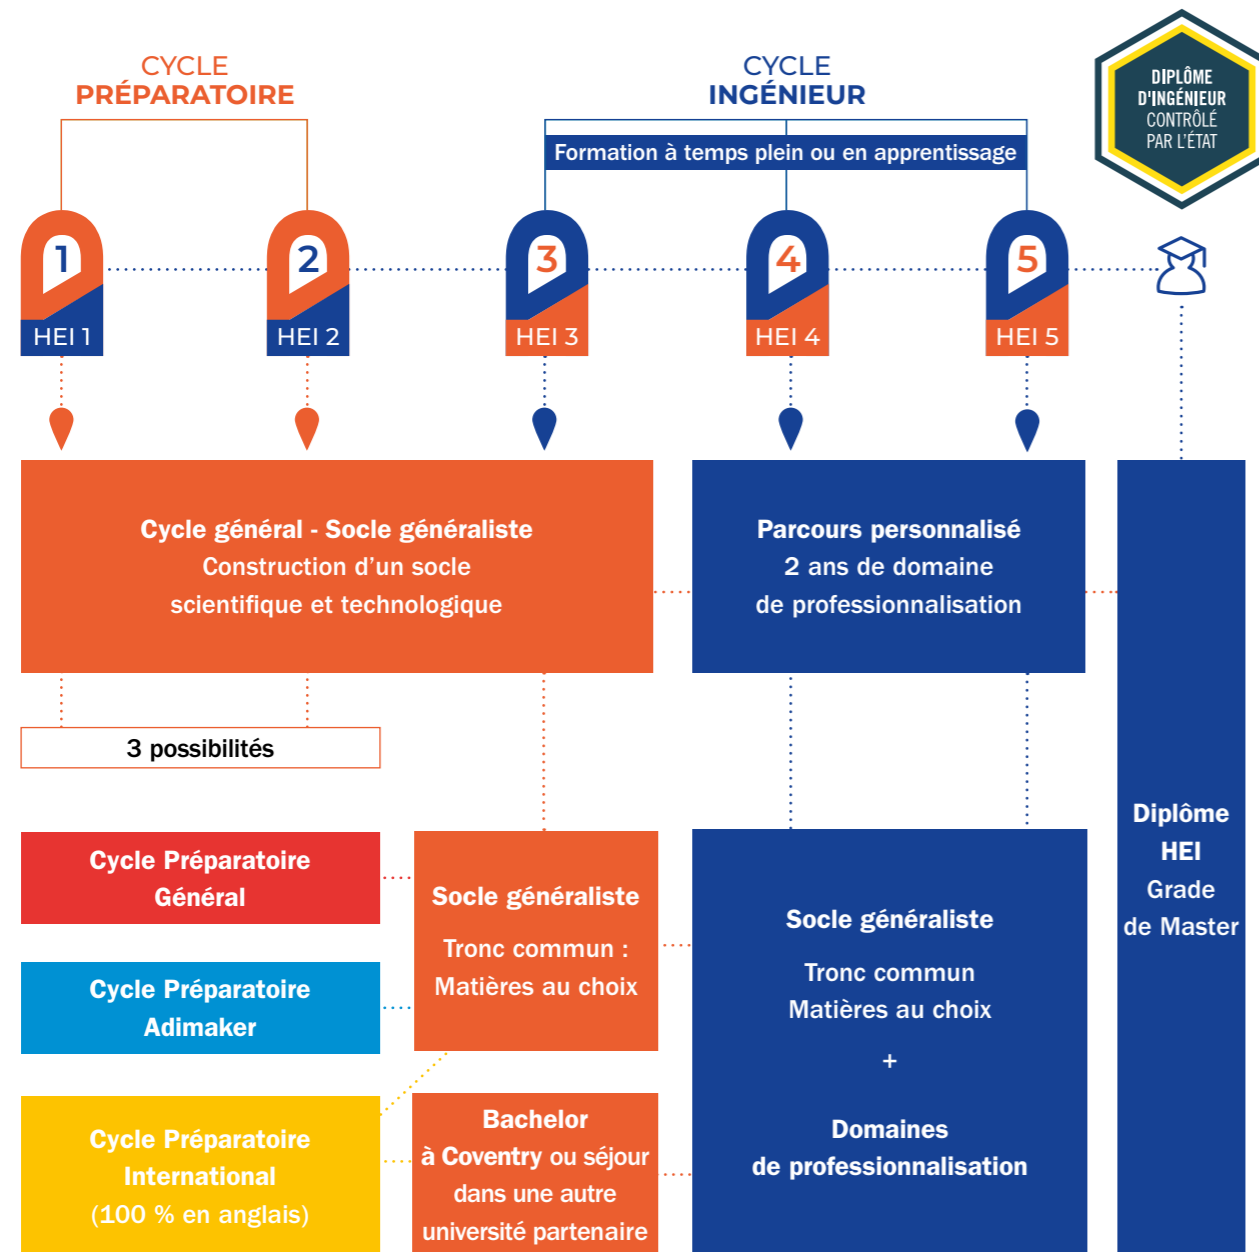 CYCLE
PRÉPARATOIRE
CYCLE
INGÉNIEUR
DIPLÔME
D'INGÉNIEUR
CONTRÔLÉ
PAR L'ÉTAT
Formation à temps plein ou en apprentissage
1
2
3
4
5
HEI 1
HEI 2
HEI 3
HEI 4
HEI 5
Cycle général - Socle généraliste
Construction d’un socle
scientifique et technologique
Parcours personnalisé
2 ans de domaine
de professionnalisation
3 possibilités
Cycle Préparatoire
Général
Cycle Préparatoire
Adimaker
Cycle Préparatoire
International
(100 % en anglais)
Socle généraliste
Tronc commun :
Matières au choix
Bachelor
à Coventry ou séjour
dans une autre
université partenaire
Socle généraliste
Tronc commun
Matières au choix
+
Domaines
de professionnalisation
Diplôme
HEI
Grade
de Master